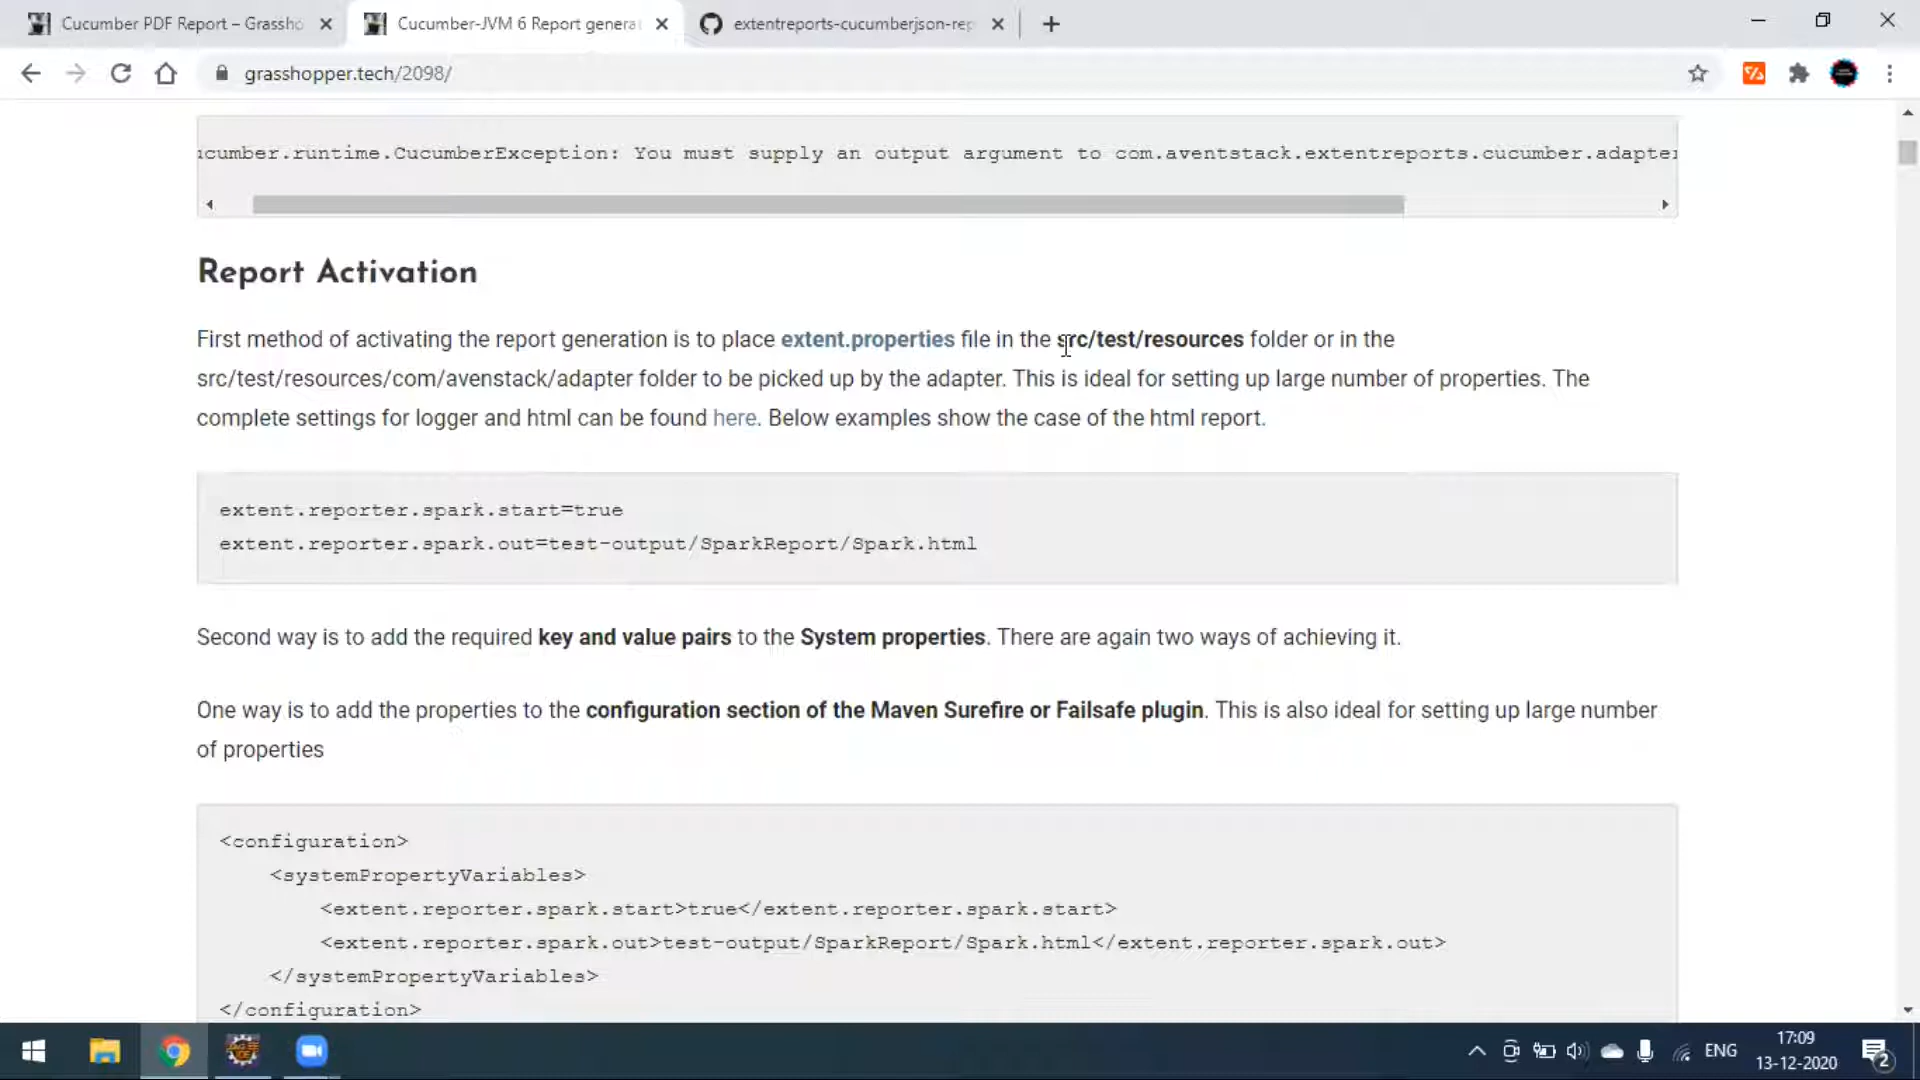 Cucumber PDF Report – Grassho
Cucumber-JVM 6 Report genera
extentreports-cucumberjson-rep
grasshopper.tech/2098/
ucumber.runtime.CucumberException: You must supply an output argument to com.aventstack.extentreports.cucumber.adapter
Report Activation
First method of activating the report generation is to place extent.properties file in the src/test/resources folder or in the
src/test/resources/com/avenstack/adapter folder to be picked up by the adapter. This is ideal for setting up large number of properties. The
complete settings for logger and html can be found here. Below examples show the case of the html report.
extent.reporter.spark.start=true
extent.reporter.spark.out=test-output/SparkReport/Spark.html
Second way is to add the required key and value pairs to the System properties. There are again two ways of achieving it.
One way is to add the properties to the configuration section of the Maven Surefire or Failsafe plugin. This is also ideal for setting up large number
of properties
<configuration>
<systemPropertyVariables>
<extent.reporter.spark.start>true</extent.reporter.spark.start>
<extent.reporter.spark.out>test-output/SparkReport/Spark.html</extent.reporter.spark.out>
</systemPropertyVariables>
</configuration>
ENG
17:09
13-12-2020
2